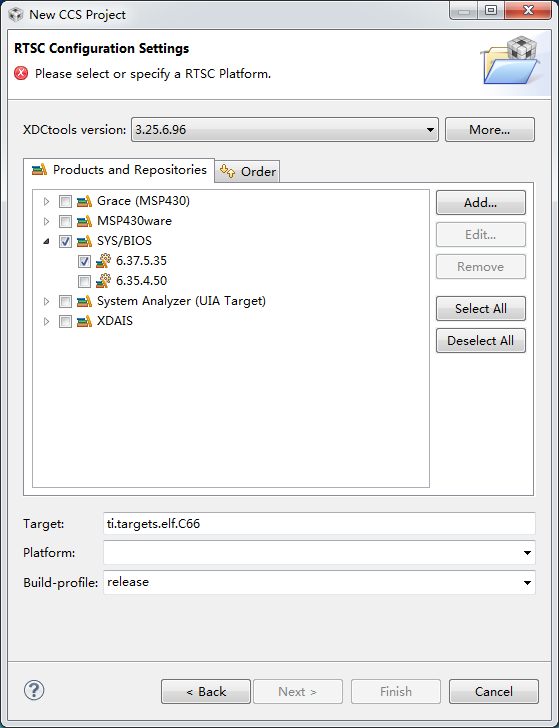 New CCS Project
RTSC Configuration Settings
Please select or specify a RTSC Platform.
XDCtools version: 3.25.6.96 More...
Products and Repositories Order
Grace (MSP430)
MSP430ware
SYS/BIOS
6.37.5.35
6.35.4.50
System Analyzer (UIA Target)
XDAIS
Add...
Edit...
Remove
Select All
Deselect All
Target: ti.targets.elf.C66
Platform:
Build-profile: release
< Back Next > Finish Cancel